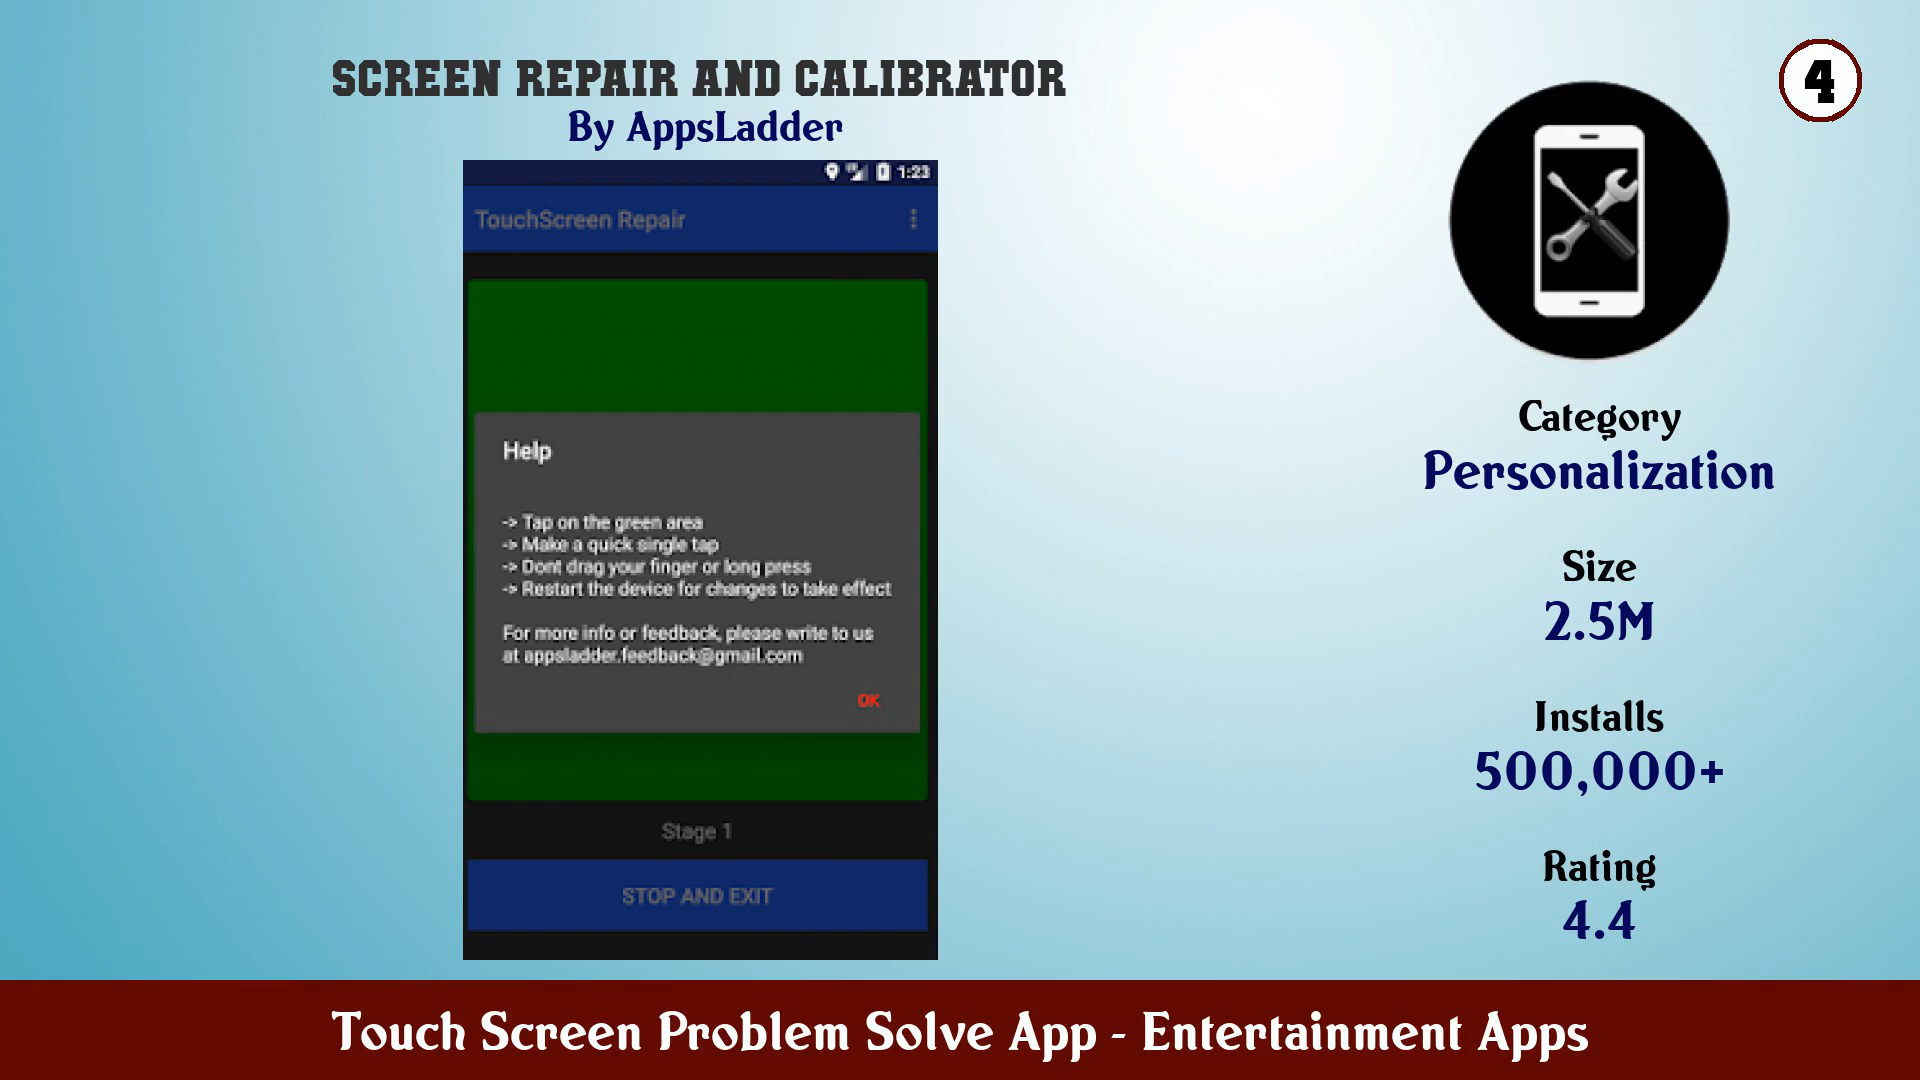 SCREEN REPAIR AND CALIBRATOR
By AppsLadder
4
1:23
TouchScreen Repair
Help
-> Tap on the green area
-> Make a quick single tap
-> Dont drag your finger or long press
-> Restart the device for changes to take effect
For more info or feedback, please write to us
at appsladder.feedback@gmail.com
OK
Stage 1
STOP AND EXIT
Category
Personalization
Size
2.5M
Installs
500,000+
Rating
4.4
Touch Screen Problem Solve App - Entertainment Apps